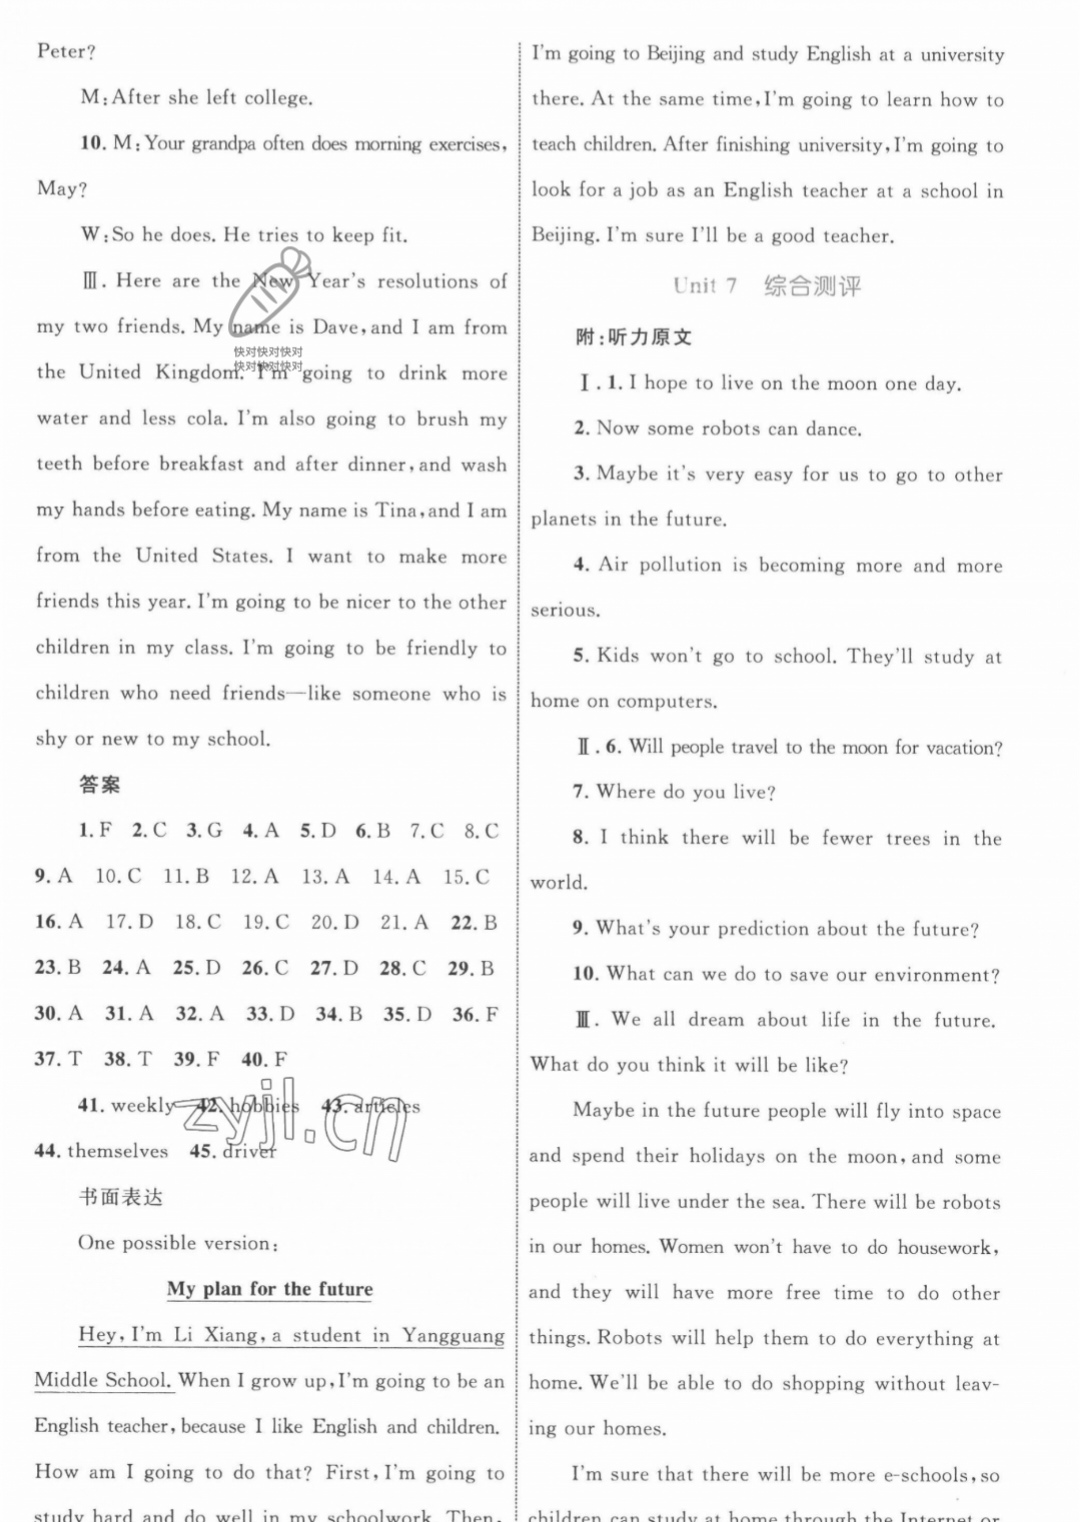 Peter?
M:After she left college.
10. M:Your grandpa often does morning exercises,
May?
W:So he does. He tries to keep fit.
Ⅲ. Here are the New Year's resolutions of
my two friends. My name is Dave,and I am from
快对快对快对
快对快对快对
the United Kingdom. I'm going to drink more
water and less cola. I'm also going to brush my
teeth before breakfast and after dinner,and wash
my hands before eating. My name is Tina,and I am
from the United States. I want to make more
friends this year. I'm going to be nicer to the other
children in my class. I'm going to be friendly to
children who need friends—like someone who is
shy or new to my school.
答案
1. F 2. C 3. G 4. A 5. D 6. B 7. C 8. C
9. A 10. C 11. B 12. A 13. A 14. A 15. C
16. A 17. D 18. C 19. C 20. D 21. A 22. B
23. B 24. A 25. D 26. C 27. D 28. C 29. B
30. A 31. A 32. A 33. D 34. B 35. D 36. F
37. T 38. T 39. F 40. F
41. weekly 42. hobbies 43. articles
zyjl.cn
44. themselves 45. driver
书面表达
One possible version:
My plan for the future
Hey,I'm Li Xiang,a student in Yangguang
Middle School. When I grow up,I'm going to be an
English teacher,because I like English and children.
How am I going to do that? First,I'm going to
study hard and do well in my schoolwork. Then,
I'm going to Beijing and study English at a university
there. At the same time,I'm going to learn how to
teach children. After finishing university,I'm going to
look for a job as an English teacher at a school in
Beijing. I'm sure I'll be a good teacher.
Unit 7 综合测评
附:听力原文
Ⅰ. 1. I hope to live on the moon one day.
2. Now some robots can dance.
3. Maybe it's very easy for us to go to other
planets in the future.
4. Air pollution is becoming more and more
serious.
5. Kids won't go to school. They'll study at
home on computers.
Ⅱ. 6. Will people travel to the moon for vacation?
7. Where do you live?
8. I think there will be fewer trees in the
world.
9. What's your prediction about the future?
10. What can we do to save our environment?
Ⅲ. We all dream about life in the future.
What do you think it will be like?
Maybe in the future people will fly into space
and spend their holidays on the moon,and some
people will live under the sea. There will be robots
in our homes. Women won't have to do housework,
and they will have more free time to do other
things. Robots will help them to do everything at
home. We'll be able to do shopping without leav-
ing our homes.
I'm sure that there will be more e-schools,so
children can study at home through the Internet or